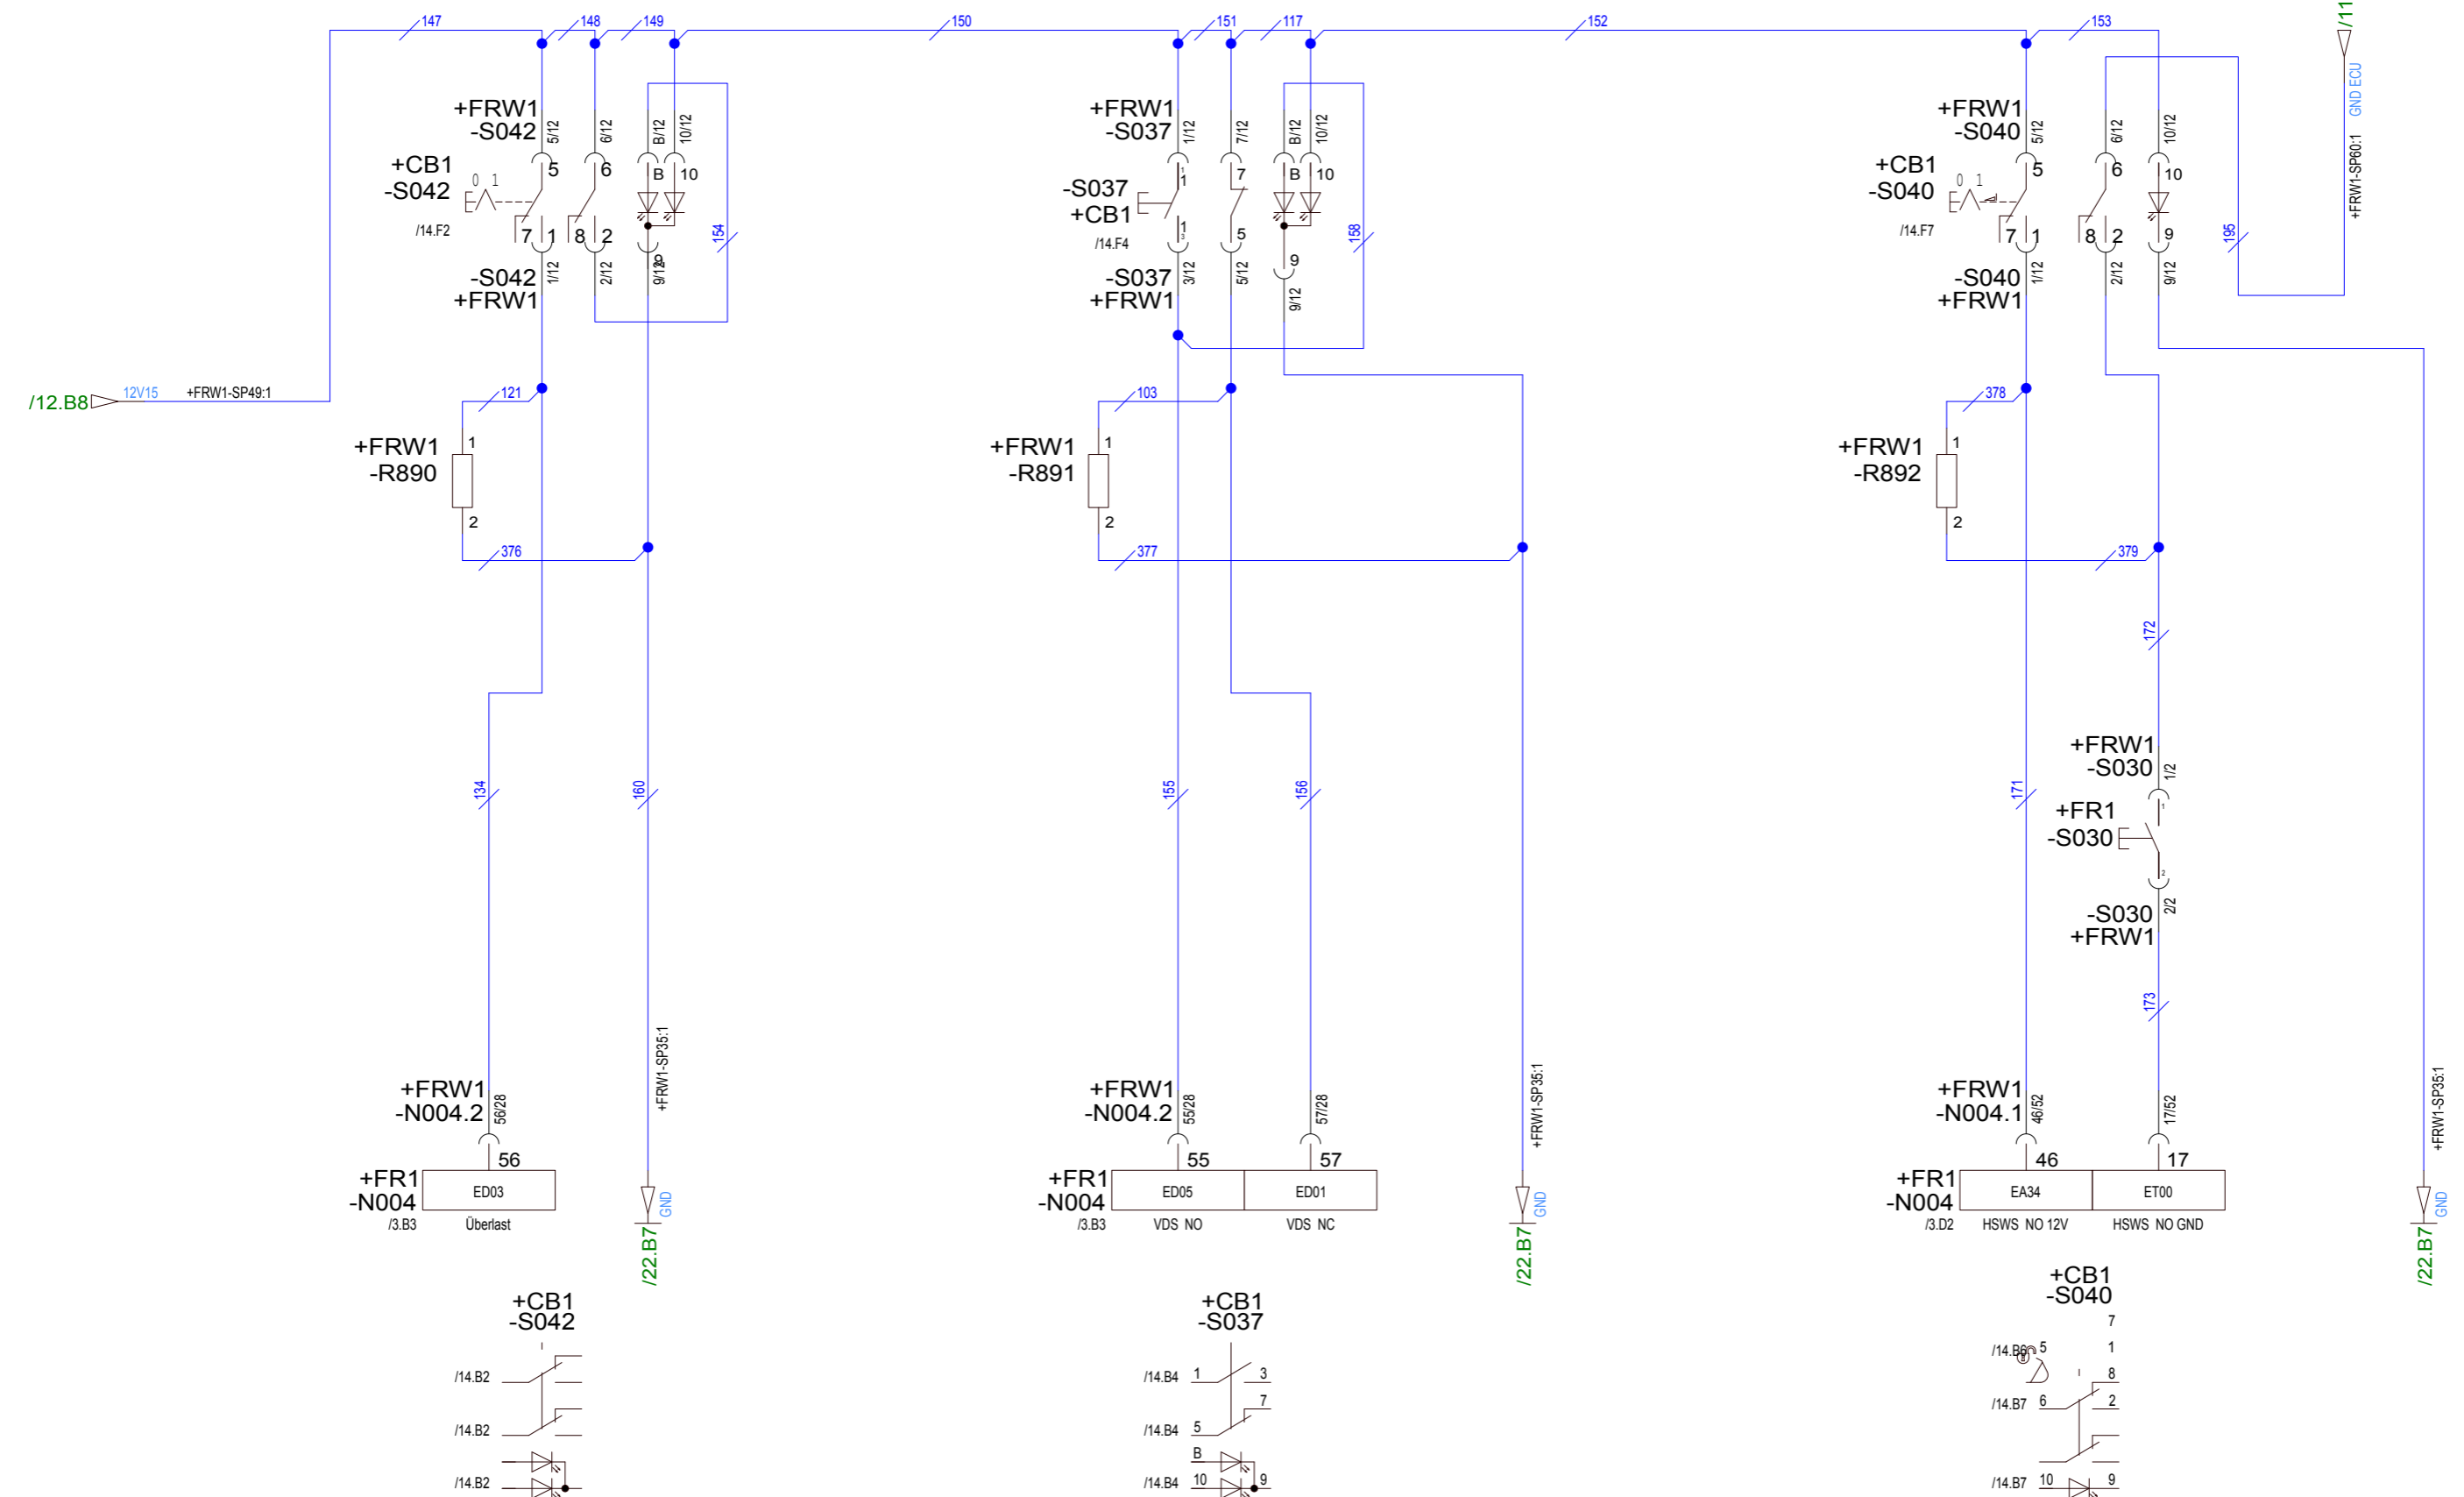 147
148
149
150
151
117
152
153
/11
GND ECU
+FRW1-SP60:1
+FRW1
-S042
5/12
6/12
B/12
10/12
+CB1
-S042
0 1
5
6
B
10
/14.F2
7
1
8
2
9
154
-S042
+FRW1
1/12
2/12
9/12
+FRW1
-S037
1/12
7/12
B/12
10/12
-S037
+CB1
1
1
7
B
10
/14.F4
1
3
5
9
158
-S037
+FRW1
3/12
5/12
9/12
+FRW1
-S040
5/12
6/12
10/12
+CB1
-S040
0 1
5
6
10
/14.F7
7
1
8
2
9
195
-S040
+FRW1
1/12
2/12
9/12
/12.B8
12V15
+FRW1-SP49:1
121
103
378
+FRW1
-R890
1
2
+FRW1
-R891
1
2
+FRW1
-R892
1
2
376
377
379
172
+FRW1
-S030
1/2
+FR1
-S030
1
2
-S030
+FRW1
2/2
134
160
155
156
171
173
+FRW1-SP35:1
+FRW1-SP35:1
+FRW1-SP35:1
+FRW1
-N004.2
56/28
56
+FR1
-N004
ED03
/3.B3
Überlast
GND
/22.B7
+FRW1
-N004.2
55/28
57/28
55
57
+FR1
-N004
ED05
ED01
/3.B3
VDS NO
VDS NC
GND
/22.B7
+FRW1
-N004.1
46/52
17/52
46
17
+FR1
-N004
EA34
ET00
/3.D2
HSWS NO 12V
HSWS NO GND
GND
/22.B7
+CB1
-S042
/14.B2
/14.B2
/14.B2
+CB1
-S037
/14.B4 1 3
7
/14.B4 5
B
/14.B4 10 9
+CB1
-S040
7
/14.B6 5 1
8
/14.B7 6 2
/14.B7 10 9